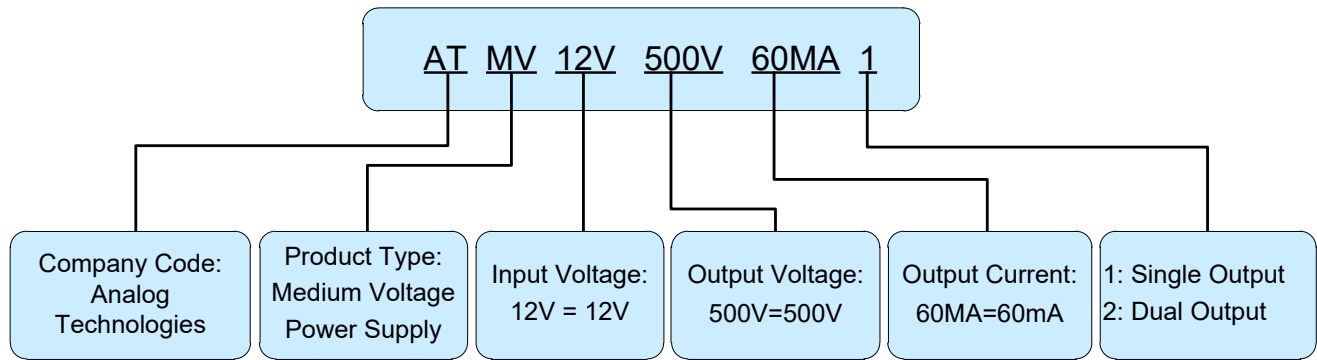 AT MV 12V 500V 60MA 1
Company Code:
Analog
Technologies
Product Type:
Medium Voltage
Power Supply
Input Voltage:
12V = 12V
Output Voltage:
500V=500V
Output Current:
60MA=60mA
1: Single Output
2: Dual Output